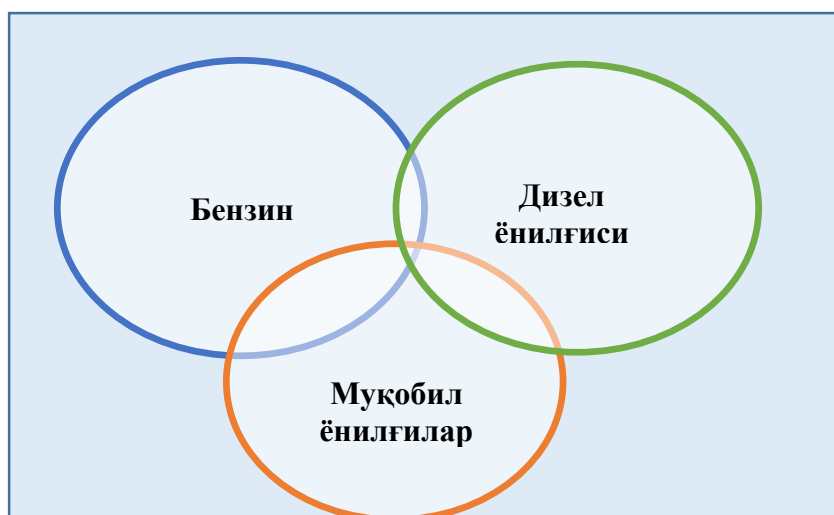 Бензин
Дизел
ёнилғиси
Муқобил
ёнилғилар